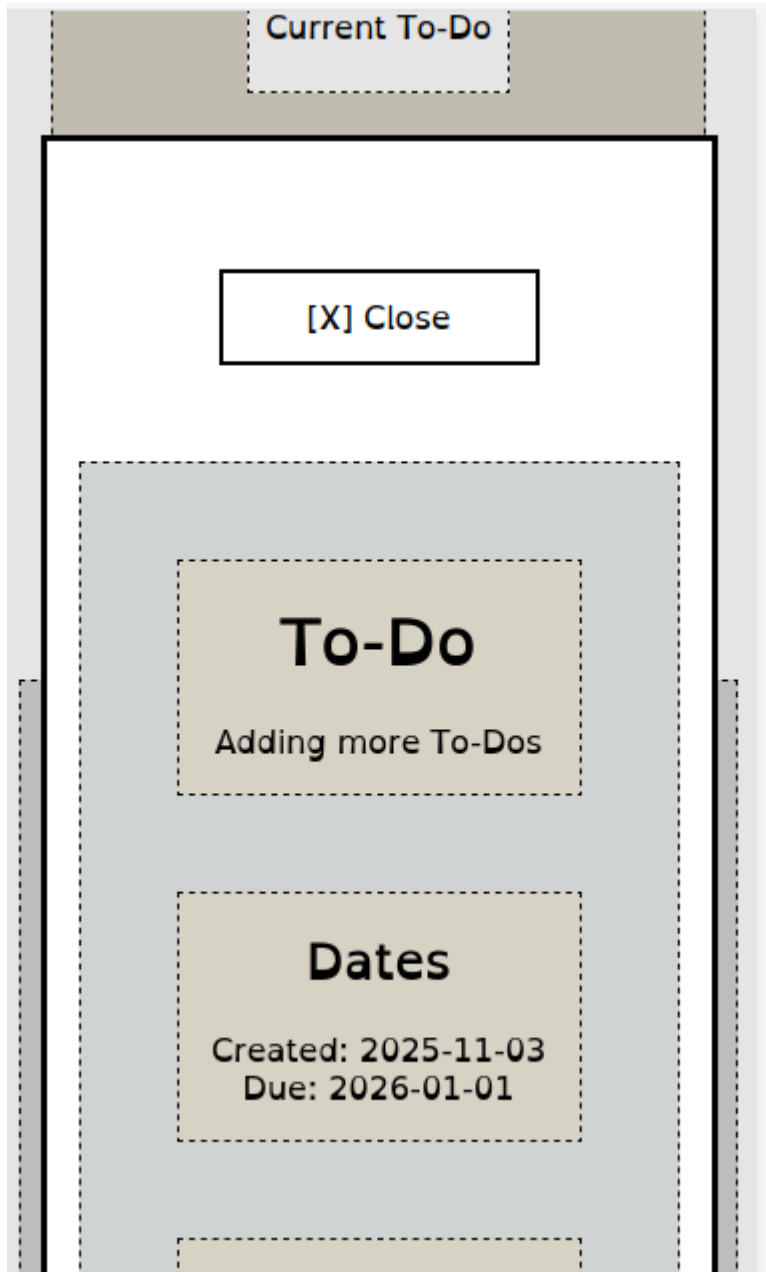 Current To-Do
[X] Close
To-Do
Adding more To-Dos
Dates
Created: 2025-11-03
Due: 2026-01-01